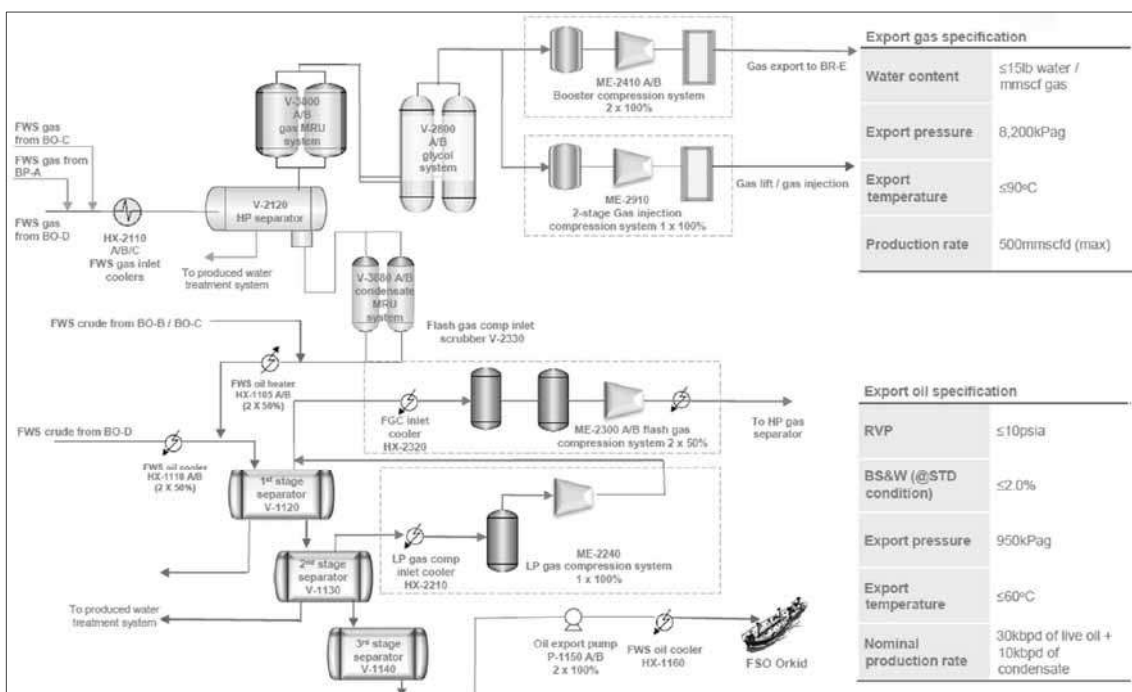 ME-2410 A/B
Booster compression system
2 x 100%
Gas export to BR-E
V-3400
A/B
gas MRU
system
V-2800
A/B
glycol
system
FWS gas
from BO-C
FWS gas from
BP-A
FWS gas
from BO-D
HX-2110
A/B/C
FWS gas inlet
coolers
V-2120
HP separator
To produced water
treatment system
ME-2910
2-stage Gas injection
compression system 1 x 100%
Gas lift / gas injection
V-3080 A/B
condensate
MRU
system
Flash gas comp inlet
scrubber V-2330
FWS crude from BO-B / BO-C
FWS oil heater
HX-1105 A/B
(2 X 50%)
FWS crude from BO-D
FWS oil cooler
HX-1110 A/B
(2 X 50%)
FGC inlet
cooler
HX-2320
ME-2300 A/B flash gas
compression system 2 x 50%
To HP gas
separator
1st stage
separator
V-1120
LP gas comp
inlet cooler
HX-2210
ME-2240
LP gas compression system
1 x 100%
2nd stage
separator
V-1130
To produced water
treatment system
3rd stage
separator
V-1140
Oil export pump
P-1150 A/B
2 x 100%
FWS oil cooler
HX-1160
FSO Orkid
Export gas specification
Water content ≤15lb water /
mmscf gas
Export pressure 8,200kPag
Export
temperature ≤90°C
Production rate 500mmscfd (max)
Export oil specification
RVP ≤10psia
BS&W (@STD
condition) ≤2.0%
Export pressure 950kPag
Export
temperature ≤60°C
Nominal
production rate 30kbpd of live oil +
10kbpd of
condensate